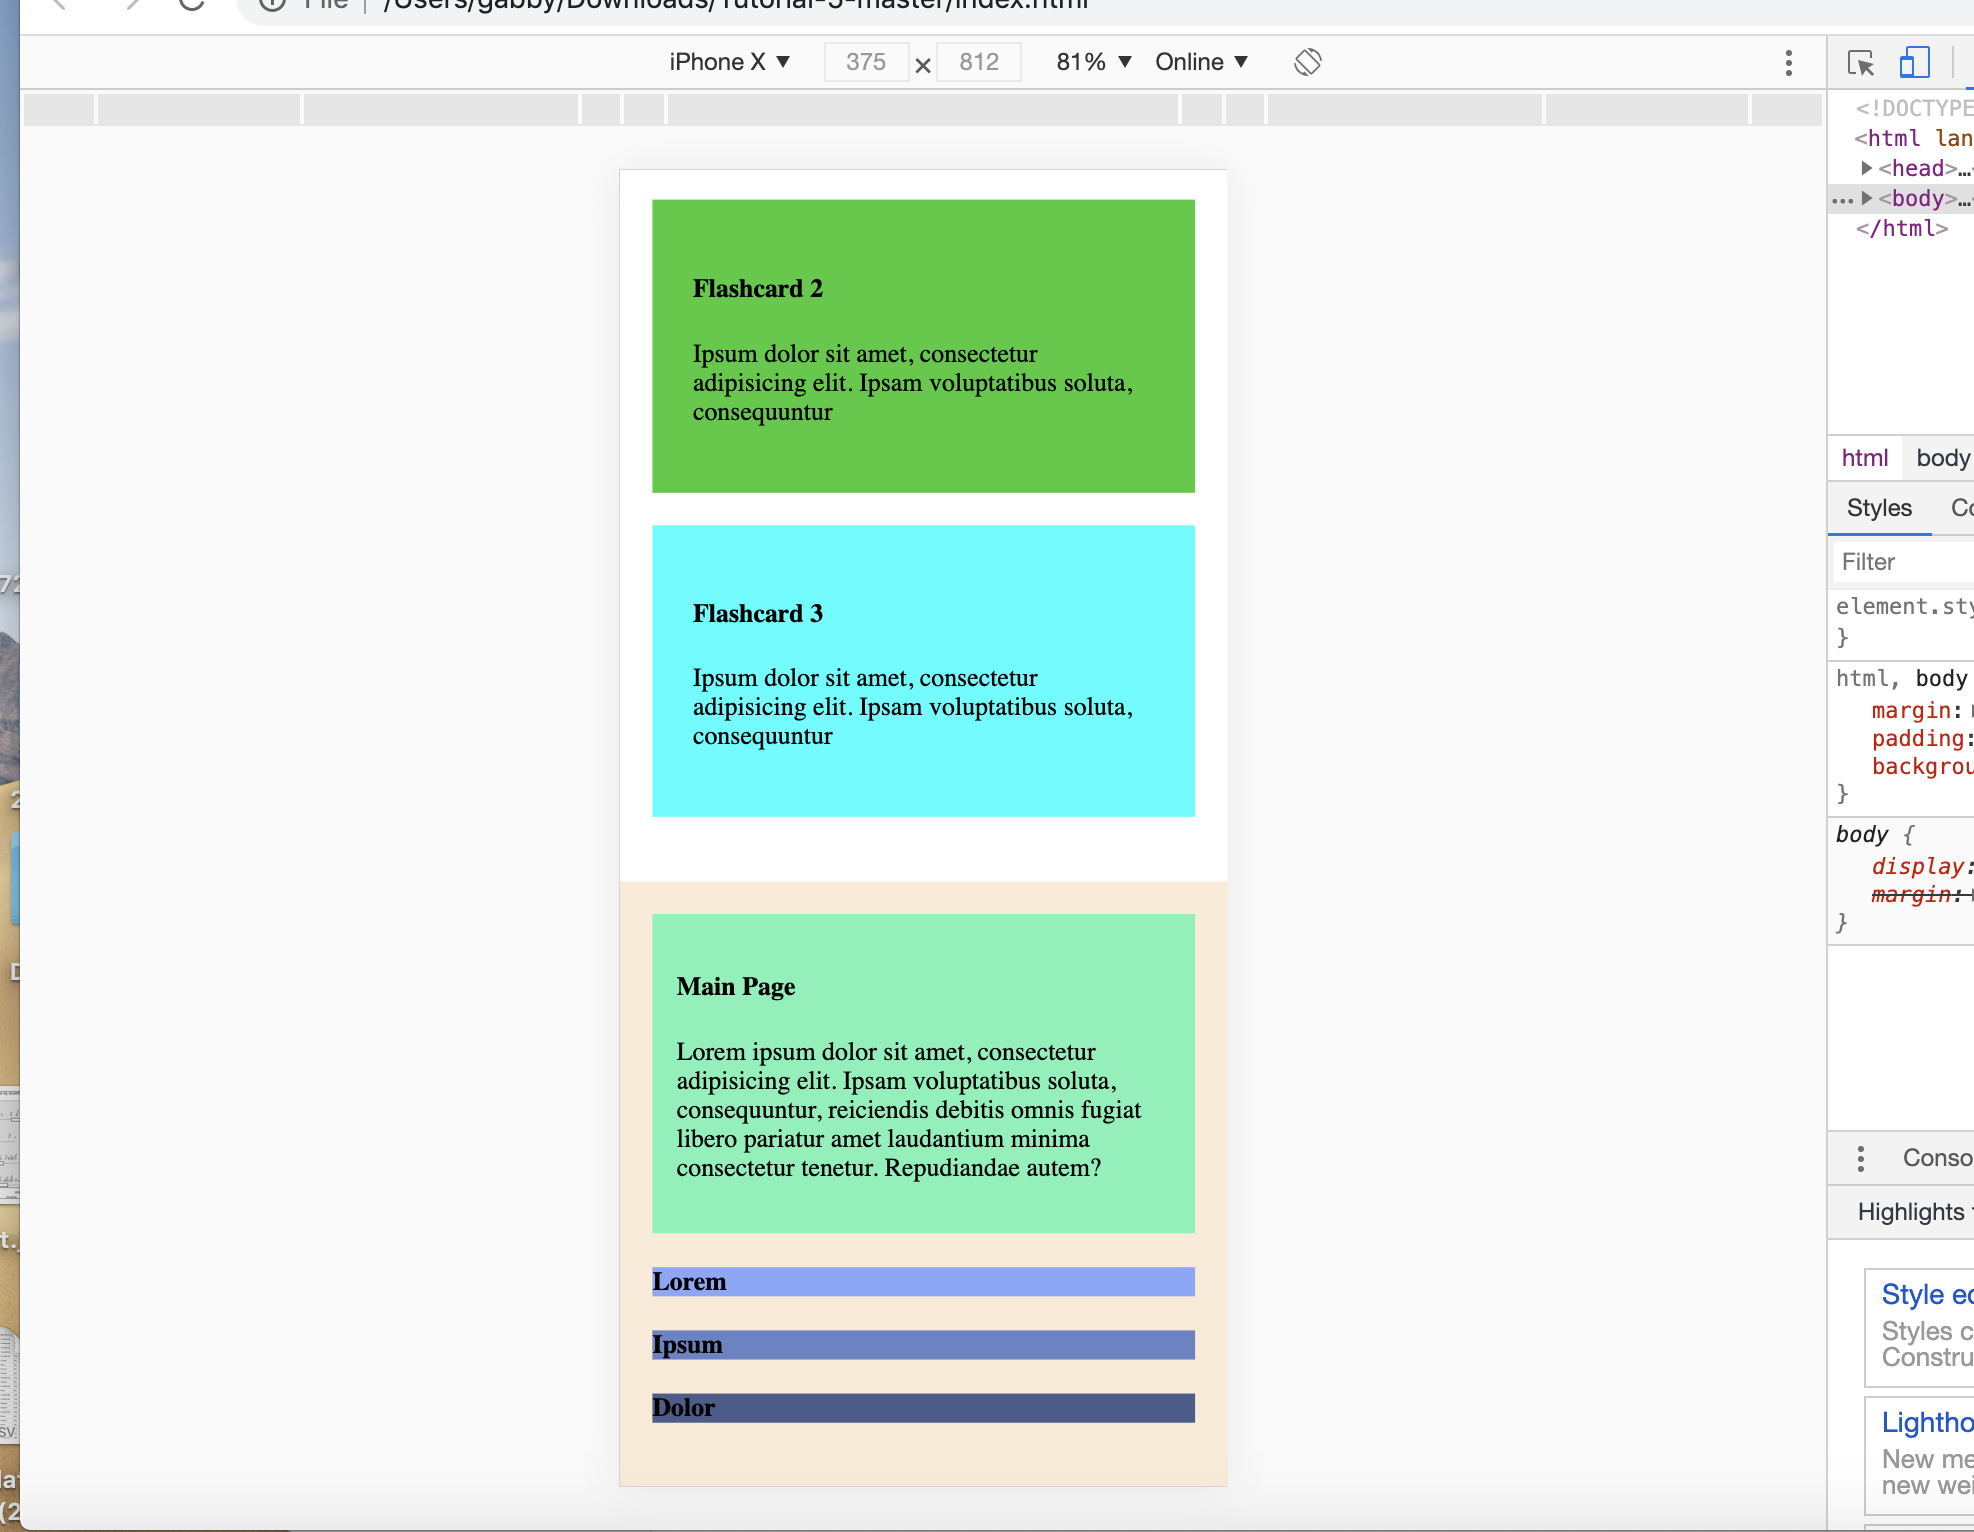 File | /Users/gabby/Downloads/Tutorial-5-master/index.html
iPhone X ▼ 375 × 812 81% ▼ Online ▼
<!DOCTYPE
<html lan
▶<head>…
… ▶<body>…
</html>
html body
Styles Co
Filter
element.sty
}
html, body
margin:
padding:
backgrou
}
body {
display:
margin:
}
Conso
Highlights
Style ed
Styles c
Constru
Lightho
New me
new wei
Flashcard 2
Ipsum dolor sit amet, consectetur
adipisicing elit. Ipsam voluptatibus soluta,
consequuntur
Flashcard 3
Ipsum dolor sit amet, consectetur
adipisicing elit. Ipsam voluptatibus soluta,
consequuntur
Main Page
Lorem ipsum dolor sit amet, consectetur
adipisicing elit. Ipsam voluptatibus soluta,
consequuntur, reiciendis debitis omnis fugiat
libero pariatur amet laudantium minima
consectetur tenetur. Repudiandae autem?
Lorem
Ipsum
Dolor